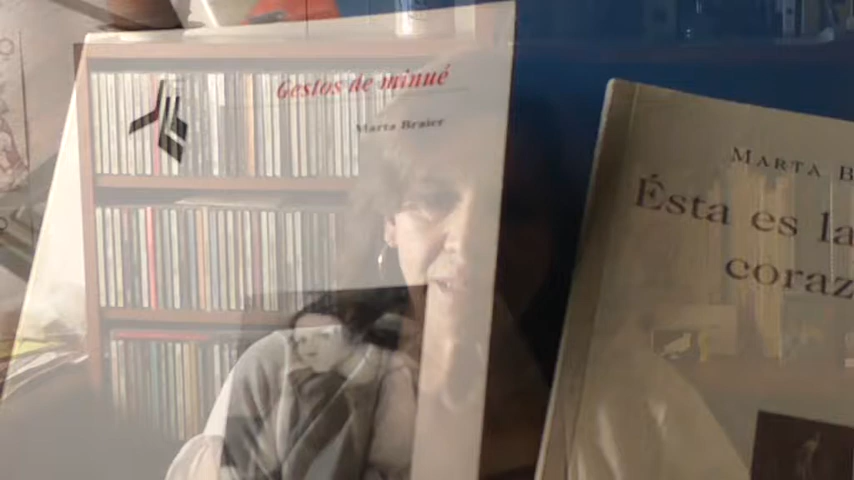 Gestos de minué
Marta Braier
MARTA B
Ésta es la
coraz